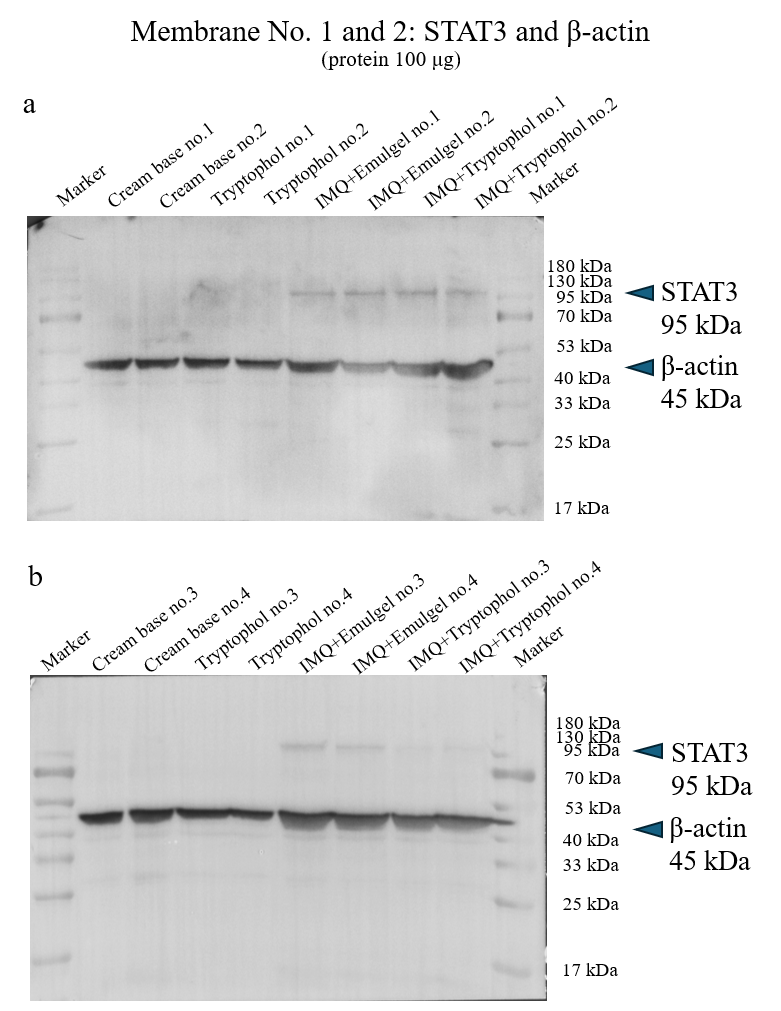 Membrane No. 1 and 2: STAT3 and β-actin
(protein 100 μg)
a
Marker
Cream base no.1
Cream base no.2
Tryptophol no.1
Tryptophol no.2
IMQ+Emulgel no.1
IMQ+Emulgel no.2
IMQ+Tryptophol no.1
IMQ+Tryptophol no.2
Marker
180 kDa
130 kDa
95 kDa
70 kDa
53 kDa
40 kDa
33 kDa
25 kDa
17 kDa
STAT3
95 kDa
β-actin
45 kDa
b
Marker
Cream base no.3
Cream base no.4
Tryptophol no.3
Tryptophol no.4
IMQ+Emulgel no.3
IMQ+Emulgel no.4
IMQ+Tryptophol no.3
IMQ+Tryptophol no.4
Marker
180 kDa
130 kDa
95 kDa
70 kDa
53 kDa
40 kDa
33 kDa
25 kDa
17 kDa
STAT3
95 kDa
β-actin
45 kDa